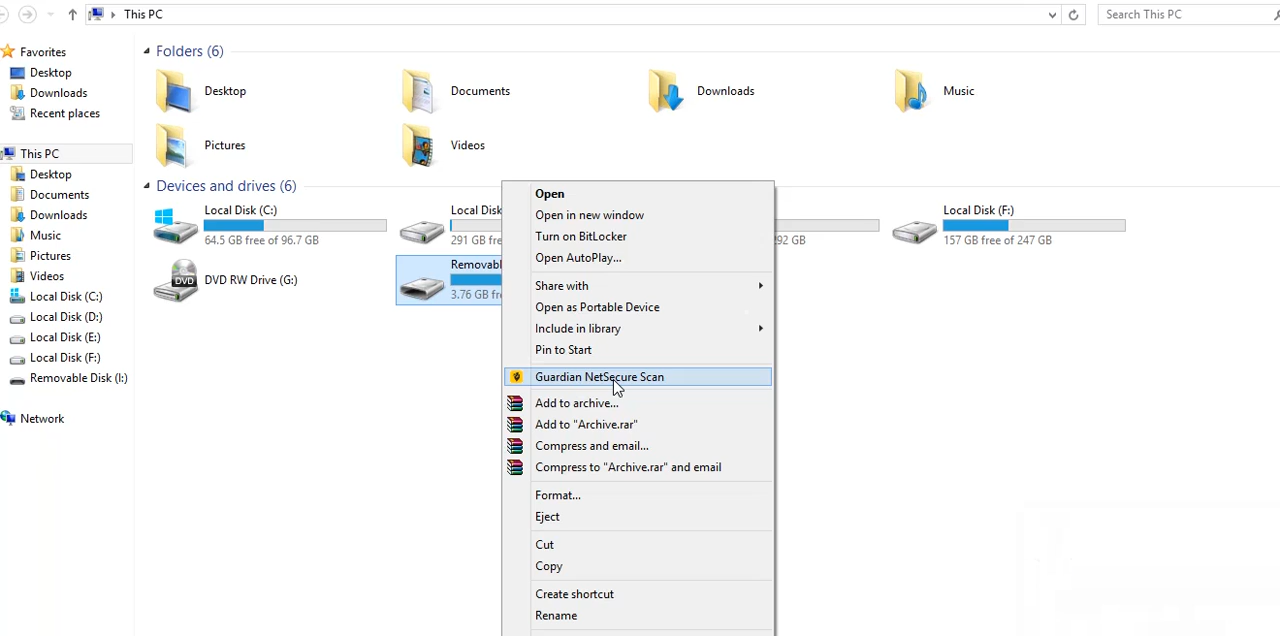 This PC
Search This PC
Favorites
Desktop
Downloads
Recent places
This PC
Desktop
Documents
Downloads
Music
Pictures
Videos
Local Disk (C:)
Local Disk (D:)
Local Disk (E:)
Local Disk (F:)
Removable Disk (I:)
Network
Folders (6)
Desktop
Documents
Downloads
Music
Pictures
Videos
Devices and drives (6)
Local Disk (C:)
64.5 GB free of 96.7 GB
Local Disk
291 GB fre
292 GB
Local Disk (F:)
157 GB free of 247 GB
DVD RW Drive (G:)
Removable
3.76 GB fre
Open
Open in new window
Turn on BitLocker
Open AutoPlay...
Share with
Open as Portable Device
Include in library
Pin to Start
Guardian NetSecure Scan
Add to archive...
Add to "Archive.rar"
Compress and email...
Compress to "Archive.rar" and email
Format...
Eject
Cut
Copy
Create shortcut
Rename